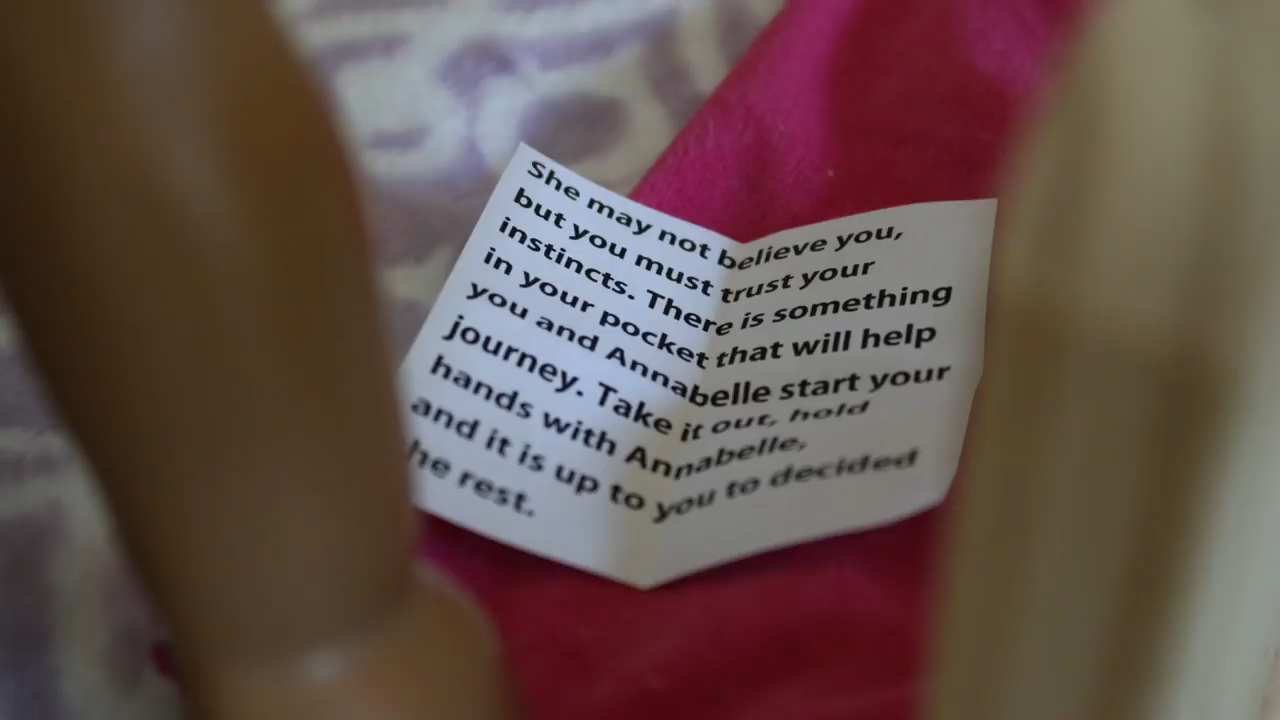 She may not believe you,
but you must trust your
instincts. There is something
in your pocket that will help
you and Annabelle start your
journey. Take it out, hold
hands with Annabelle,
and it is up to you to decided
he rest.